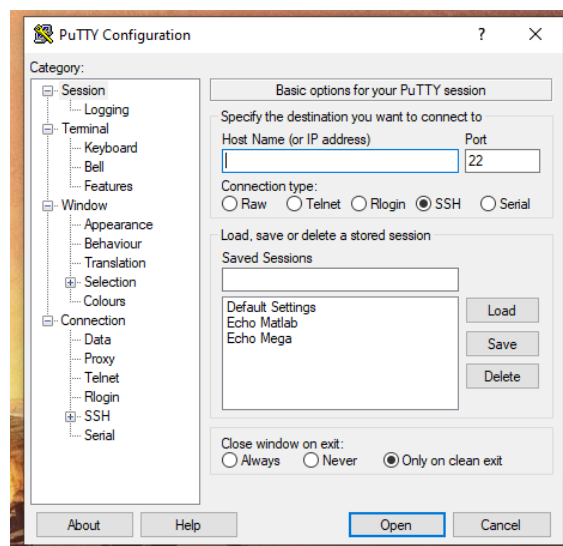 PuTTY Configuration ? ×
Category:
Session
Logging
Terminal
Keyboard
Bell
Features
Window
Appearance
Behaviour
Translation
Selection
Colours
Connection
Data
Proxy
Telnet
Rlogin
SSH
Serial
Basic options for your PuTTY session
Specify the destination you want to connect to
Host Name (or IP address) Port
22
Connection type:
Raw Telnet Rlogin SSH Serial
Load, save or delete a stored session
Saved Sessions
Default Settings
Echo Matlab
Echo Mega
Load
Save
Delete
Close window on exit:
Always Never Only on clean exit
About Help Open Cancel